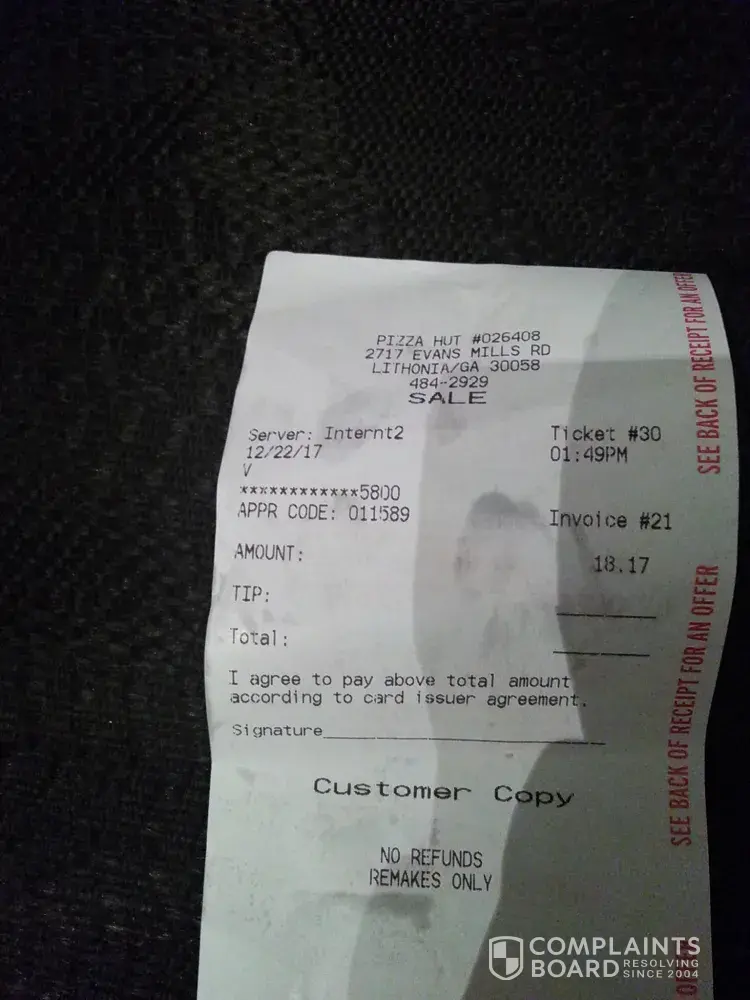 PIZZA HUT #026408
2717 EVANS MILLS RD
LITHONIA/GA 30058
484-2929
SALE
Server: Internt2 Ticket #30
12/22/17 01:49PM
V
************5800
APPR CODE: 011589 Invoice #21
AMOUNT: 18.17
TIP:
Total:
I agree to pay above total amount
according to card issuer agreement.
Signature
Customer Copy
NO REFUNDS
REMAKES ONLY
SEE BACK OF RECEIPT FOR AN OFFER
SEE BACK OF RECEIPT FOR AN OFFER
COMPLAINTS
BOARD RESOLVING
SINCE 2004